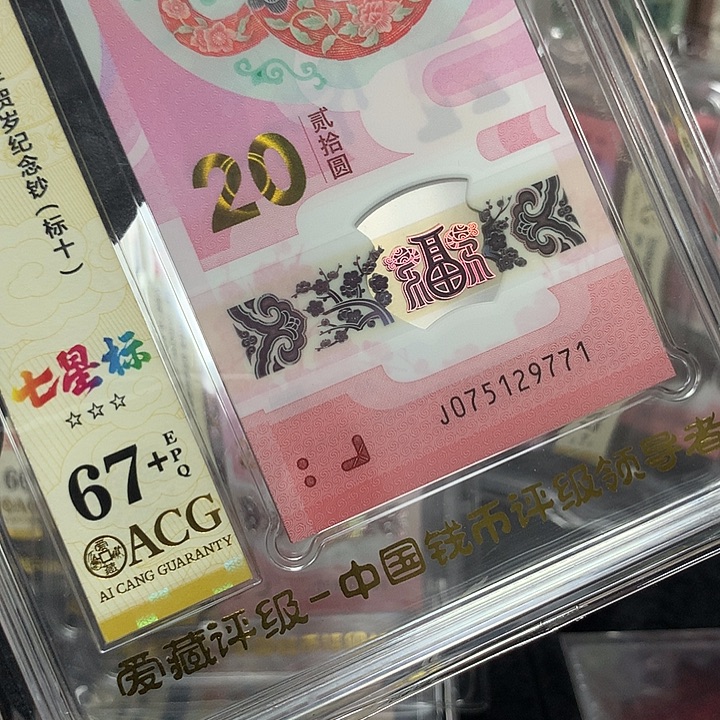 贺岁纪念钞(标十)
七星标
☆☆☆
67+EPQ
ACG
AI CANG GUARANTY
20
贰拾圆
福
J075129771
爱藏评级-中国钱币评级领导者